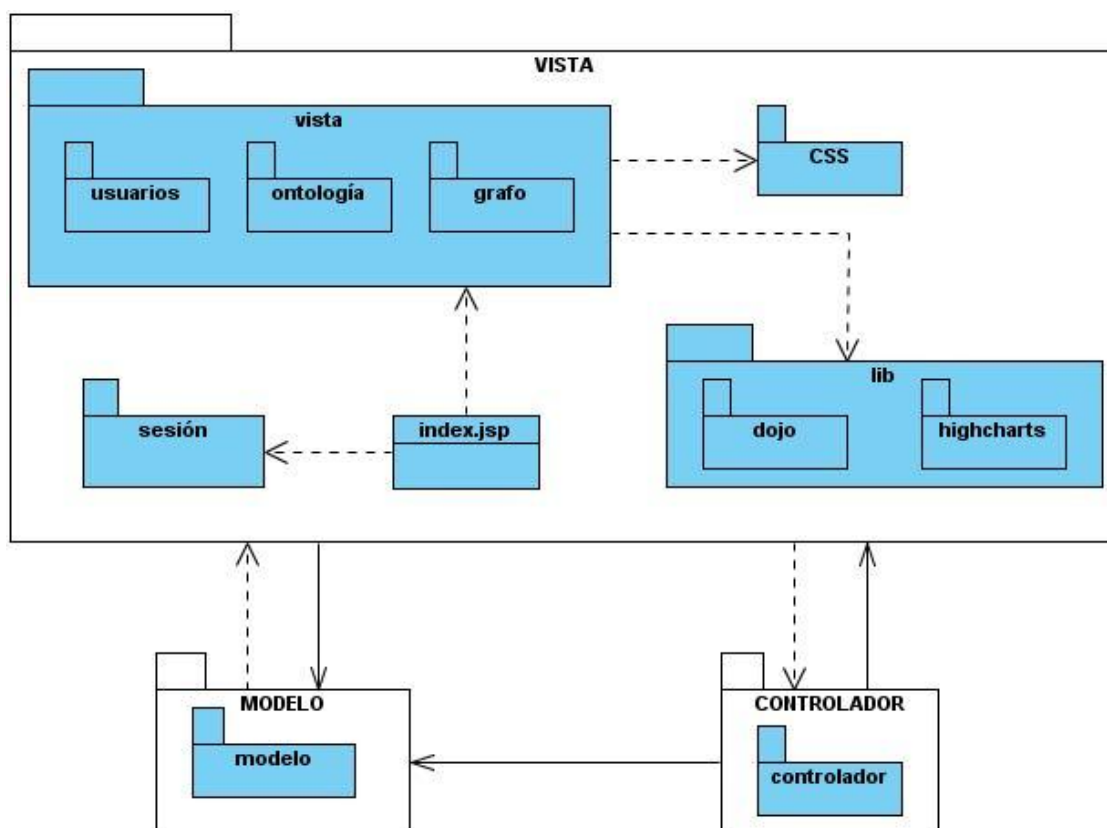 VISTA
vista
CSS
usuarios
ontología
grafo
lib
sesión
index.jsp
dojo
highcharts
MODELO
CONTROLADOR
modelo
controlador